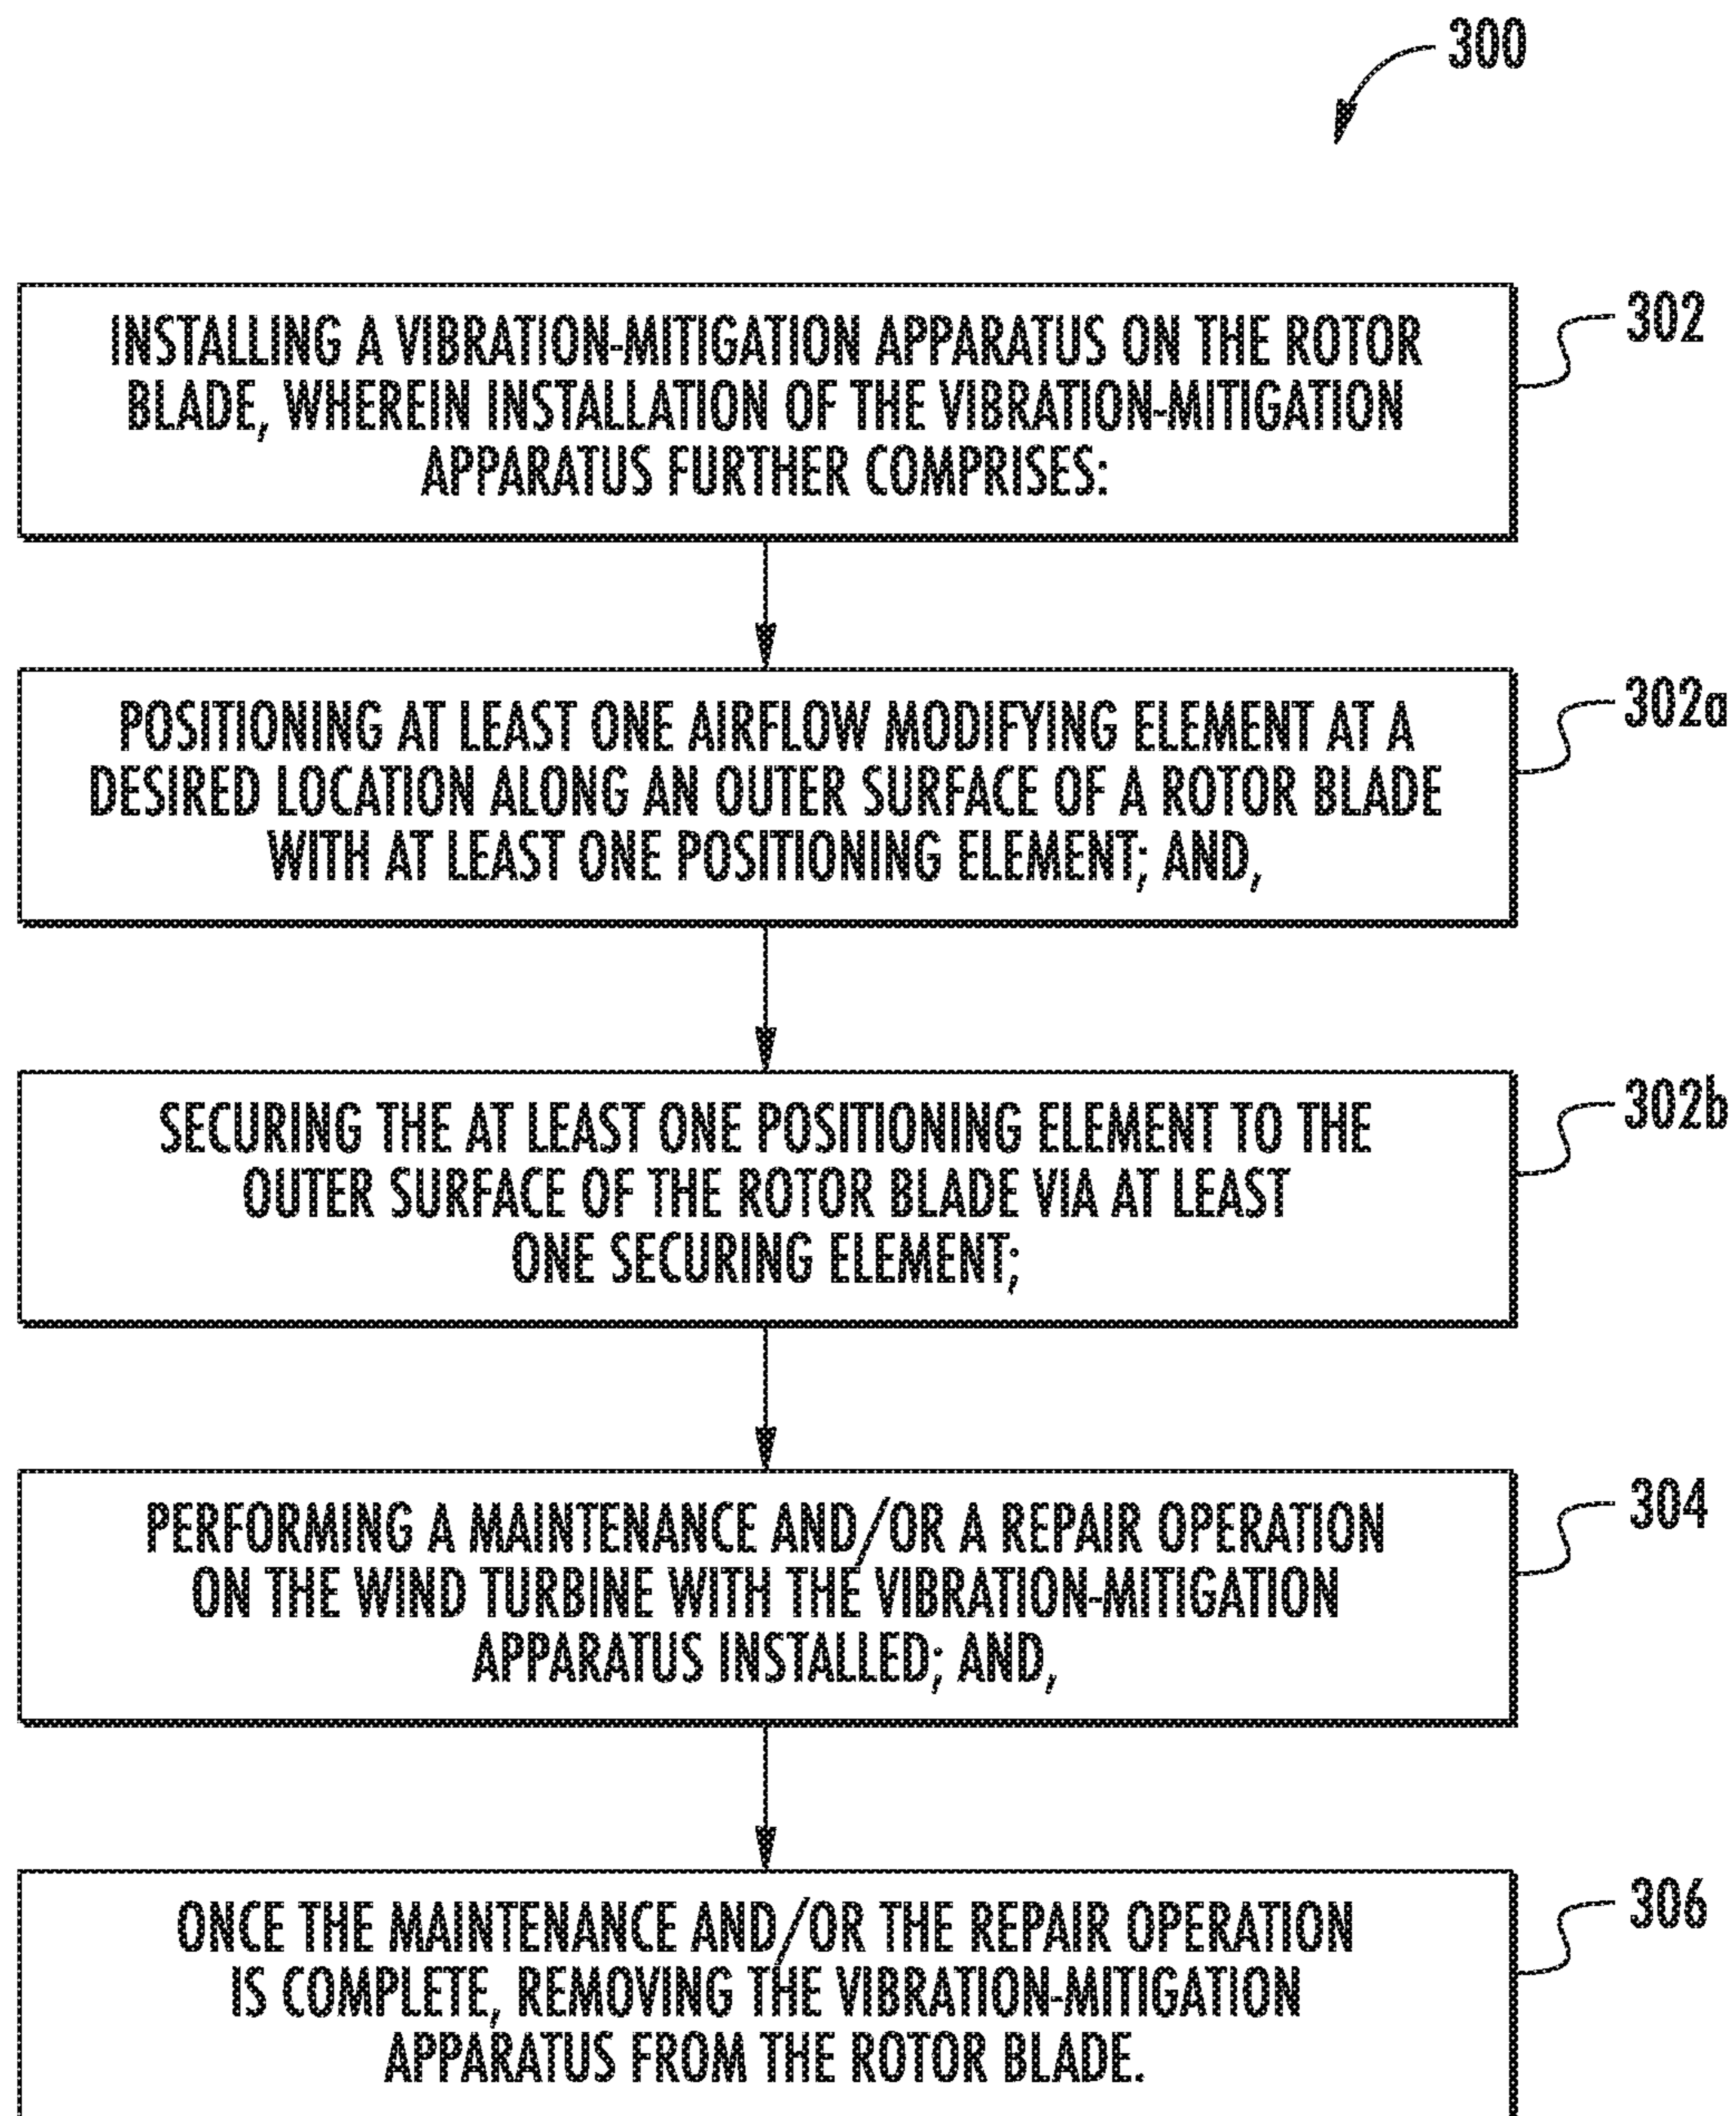 300
INSTALLING A VIBRATION-MITIGATION APPARATUS ON THE ROTOR
BLADE, WHEREIN INSTALLATION OF THE VIBRATION-MITIGATION
APPARATUS FURTHER COMPRISES:
302
POSITIONING AT LEAST ONE AIRFLOW MODIFYING ELEMENT AT A
DESIRED LOCATION ALONG AN OUTER SURFACE OF A ROTOR BLADE
WITH AT LEAST ONE POSITIONING ELEMENT; AND,
302a
SECURING THE AT LEAST ONE POSITIONING ELEMENT TO THE
OUTER SURFACE OF THE ROTOR BLADE VIA AT LEAST
ONE SECURING ELEMENT;
302b
PERFORMING A MAINTENANCE AND/OR A REPAIR OPERATION
ON THE WIND TURBINE WITH THE VIBRATION-MITIGATION
APPARATUS INSTALLED; AND,
304
ONCE THE MAINTENANCE AND/OR THE REPAIR OPERATION
IS COMPLETE, REMOVING THE VIBRATION-MITIGATION
APPARATUS FROM THE ROTOR BLADE.
306